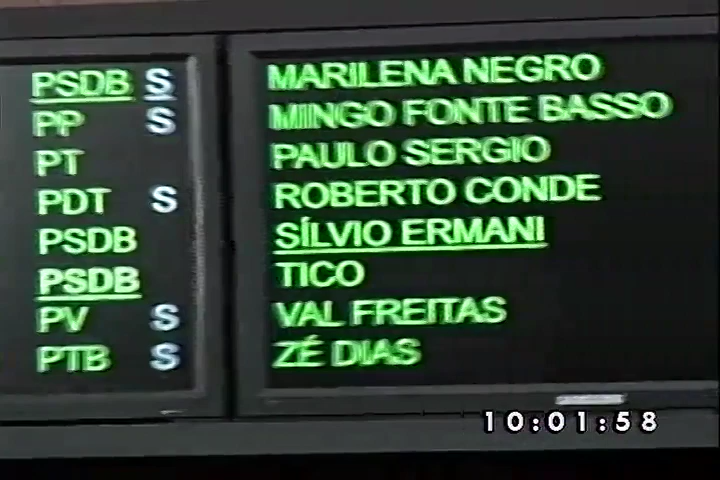 PSDB S
PP S
PT
PDT S
PSDB
PSDB
PV S
PTB S
MARILENA NEGRO
MINGO FONTE BASSO
PAULO SERGIO
ROBERTO CONDE
SÍLVIO ERMANI
TICO
VAL FREITAS
ZÉ DIAS
10:01:58